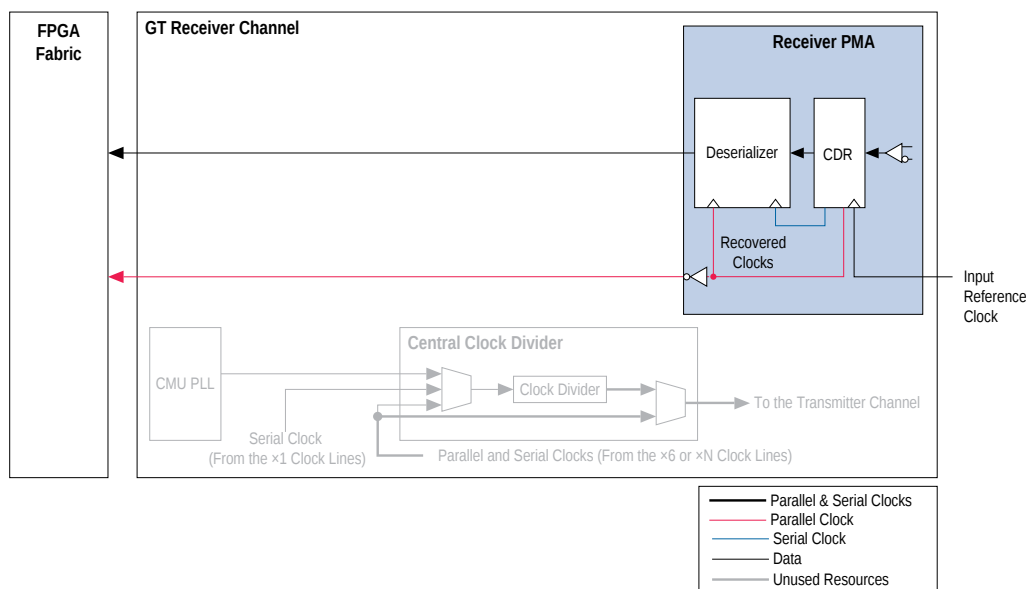 FPGA
Fabric
GT Receiver Channel
Receiver PMA
Deserializer
CDR
Recovered
Clocks
Input
Reference
Clock
CMU PLL
Central Clock Divider
Clock Divider
To the Transmitter Channel
Serial Clock
(From the ×1 Clock Lines)
Parallel and Serial Clocks (From the ×6 or ×N Clock Lines)
Parallel & Serial Clocks
Parallel Clock
Serial Clock
Data
Unused Resources